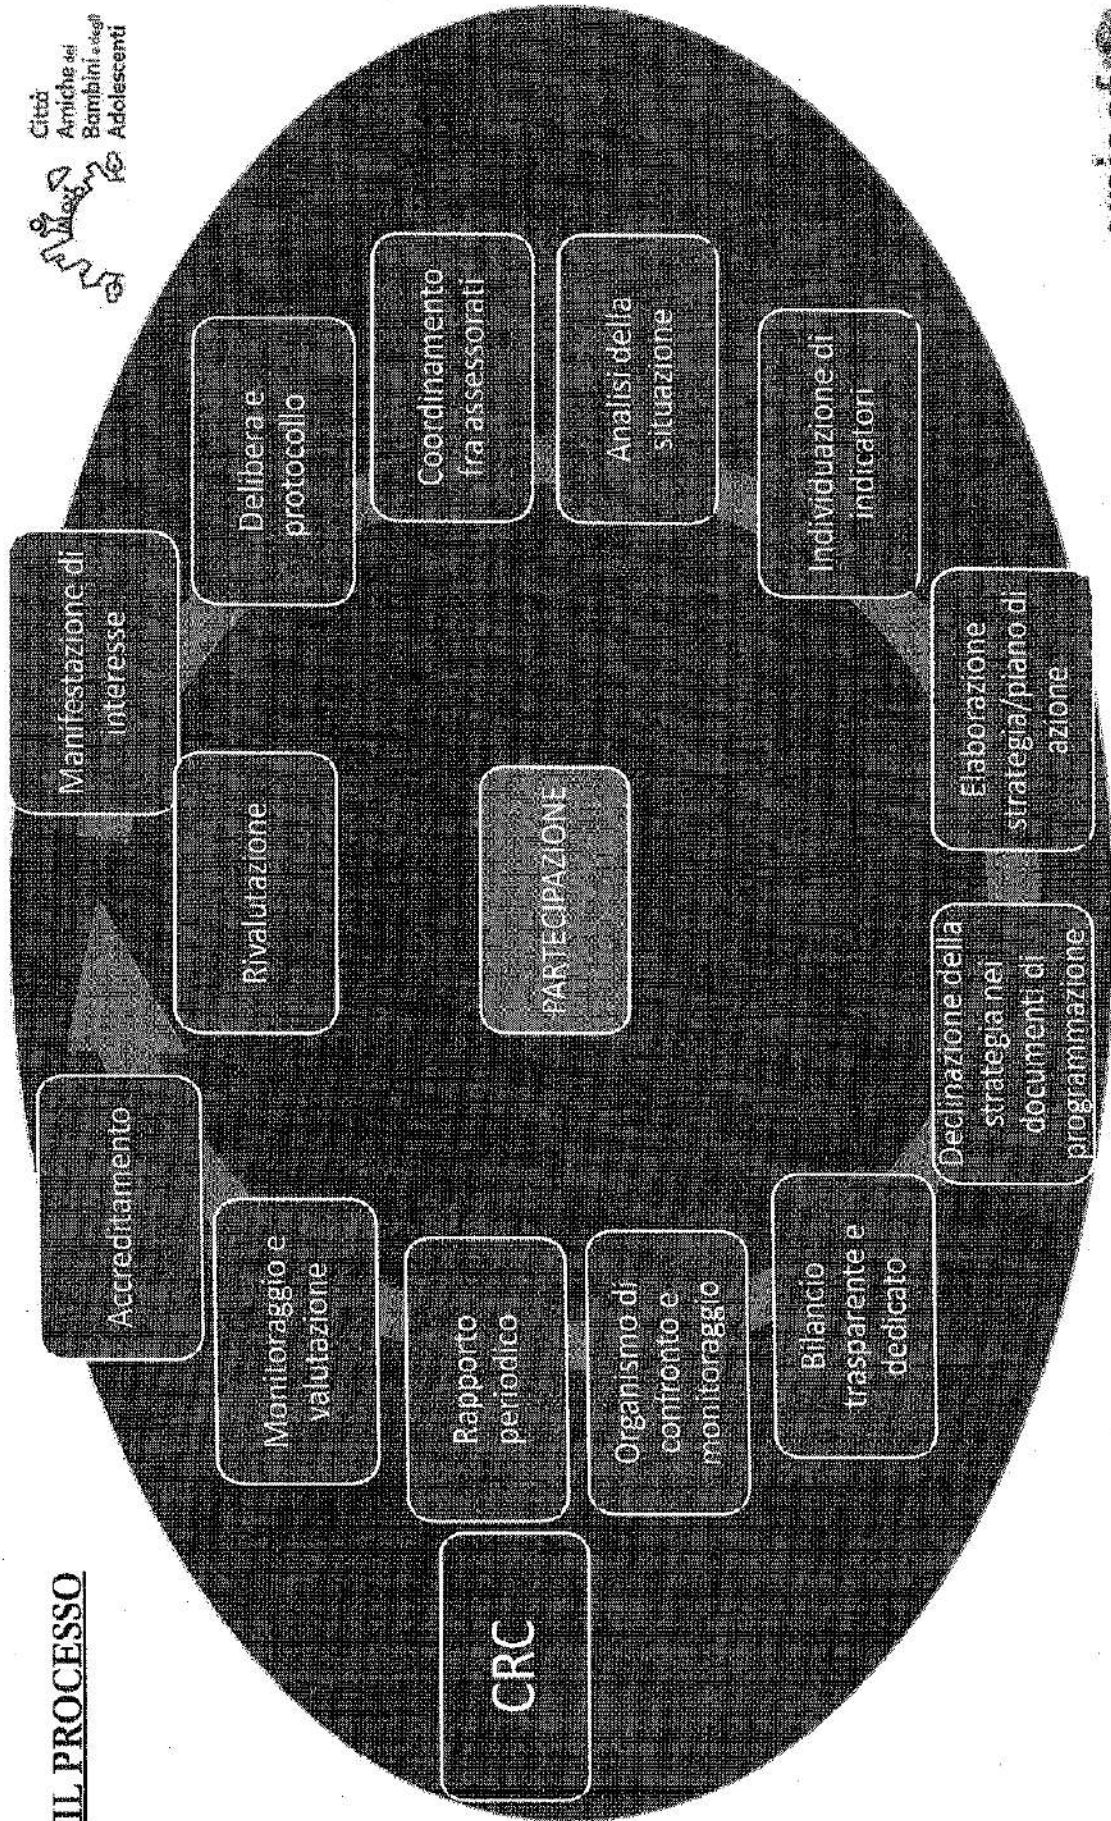 IL PROCESSO
Città
Amiche dei
Bambini e degli
Adolescenti
Manifestazione di
interesse
Delibera e
protocollo
Coordinamento
fra assessorati
Analisi della
situazione
Individuazione di
indicatori
Elaborazione
strategia/piano di
azione
Declinazione della
strategia nei
documenti di
programmazione
Bilancio
trasparente e
dedicato
Organismo di
confronto e
monitoraggio
Rapporto
periodico
Monitoraggio e
valutazione
Accreditamento
Rivalutazione
PARTECIPAZIONE
CRC